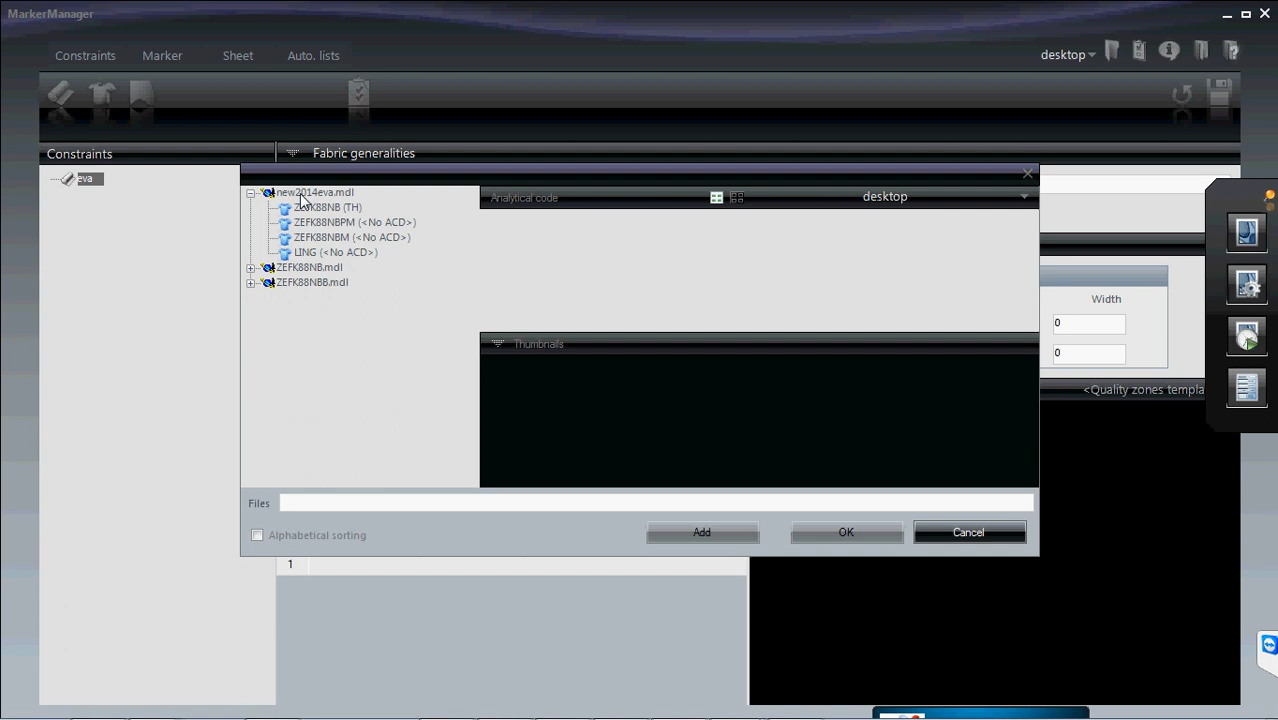 MarkerManager
Constraints Marker Sheet Auto. lists desktop
Constraints Fabric generalities
eva
new2014eva.mdl
ZEFK88NB (TH)
ZEFK88NBPM (<No ACD>)
ZEFK88NBM (<No ACD>)
LING (<No ACD>)
ZEFK88NB.mdl
ZEFK88NBB.mdl
Analytical code desktop
Thumbnails
Width
0
0
<Quality zones templa
Files
Alphabetical sorting Add OK Cancel
1